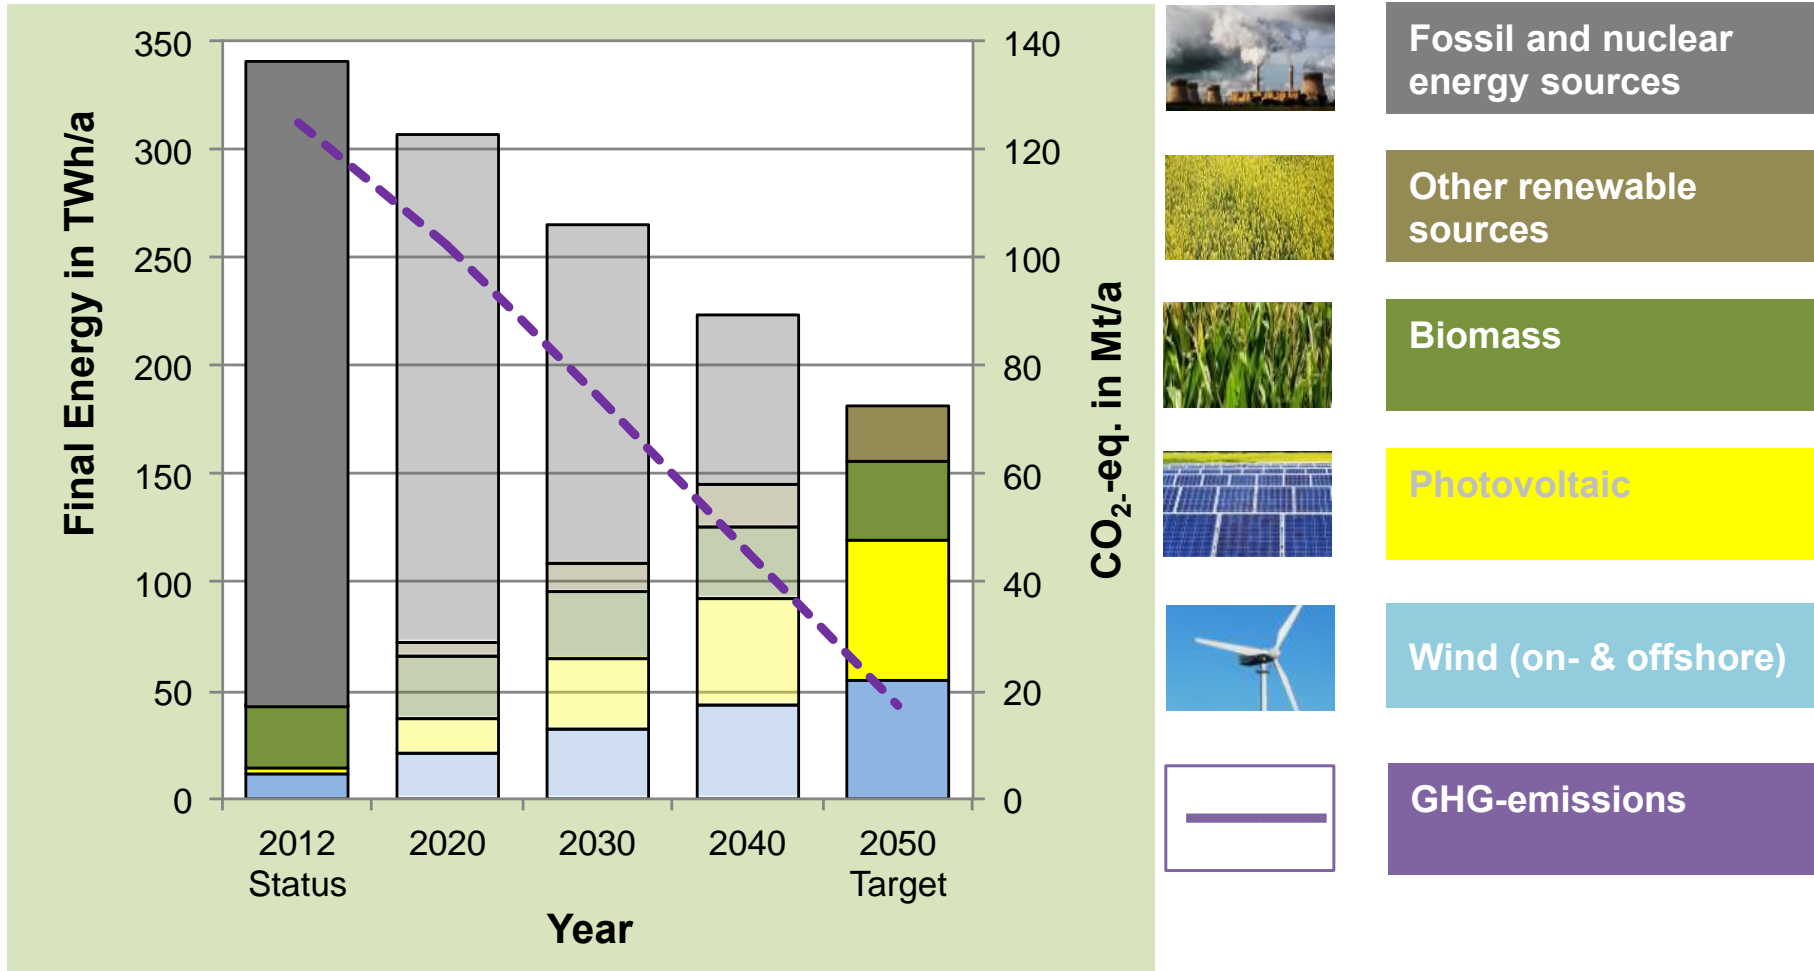 Final Energy in TWh/a
350
300
250
200
150
100
50
0
140
120
100
80
60
40
20
0
CO2--eq. in Mt/a
2012
Status
2020
2030
2040
2050
Target
Year
Fossil and nuclear
energy sources
Other renewable
sources
Biomass
Photovoltaic
Wind (on- & offshore)
GHG-emissions